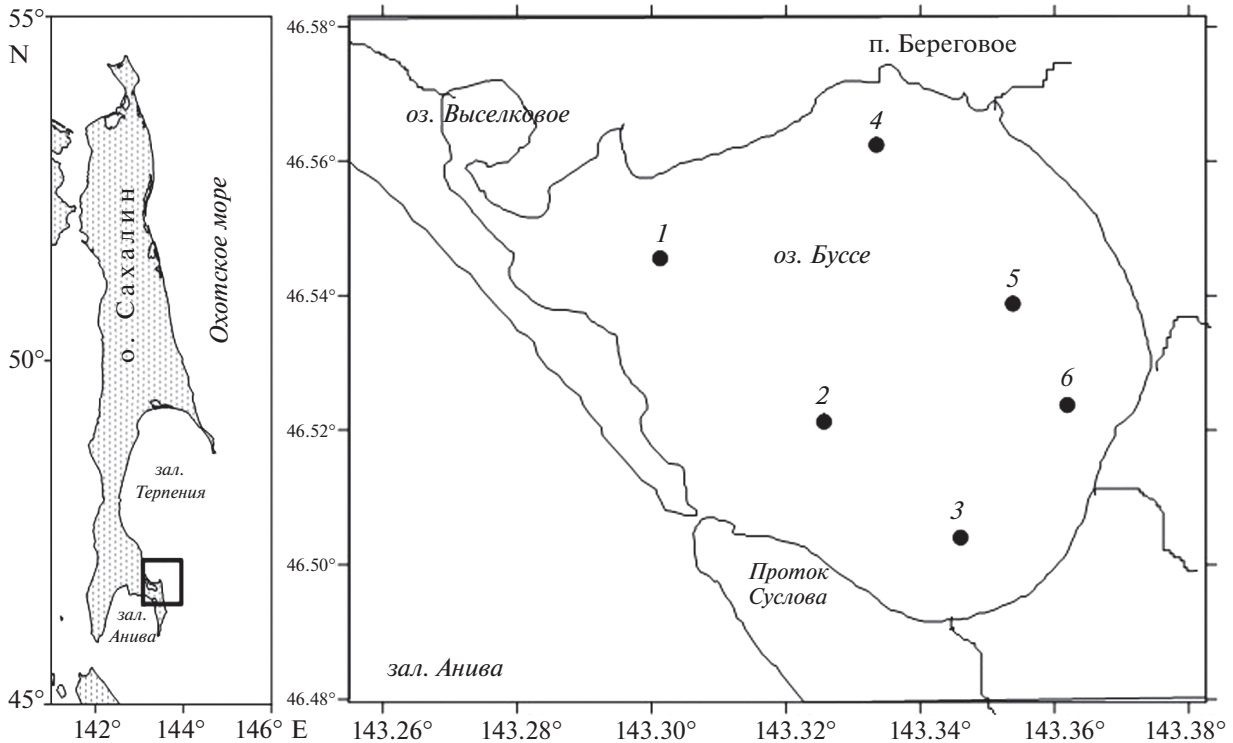 55°
N
50°
45°
142°
144°
146°
E
о. Сахалин
Охотское море
зал.
Терпения
зал.
Анива
46.58°
46.56°
46.54°
46.52°
46.50°
46.48°
143.26°
143.28°
143.30°
143.32°
143.34°
143.36°
143.38°
п. Береговое
оз. Выселковое
4
1
оз. Буссе
5
6
2
3
Проток
Суслова
зал. Анива